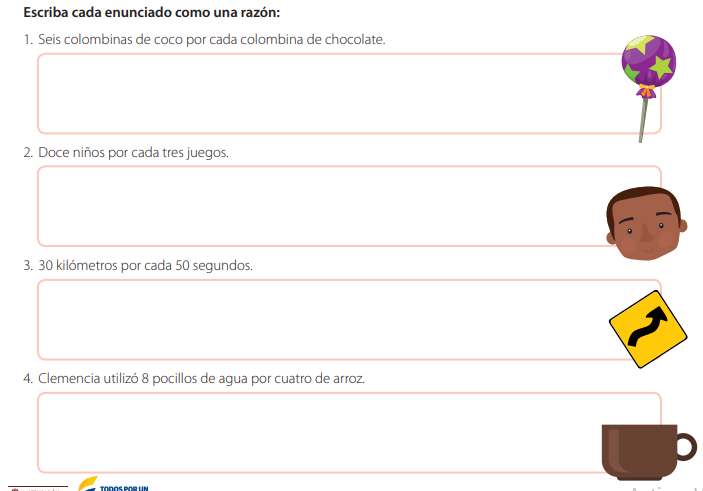 Escriba cada enunciado como una razón:
1. Seis colombinas de coco por cada colombina de chocolate.
2. Doce niños por cada tres juegos.
3. 30 kilómetros por cada 50 segundos.
4. Clemencia utilizó 8 pocillos de agua por cuatro de arroz.
TODOS POR UN